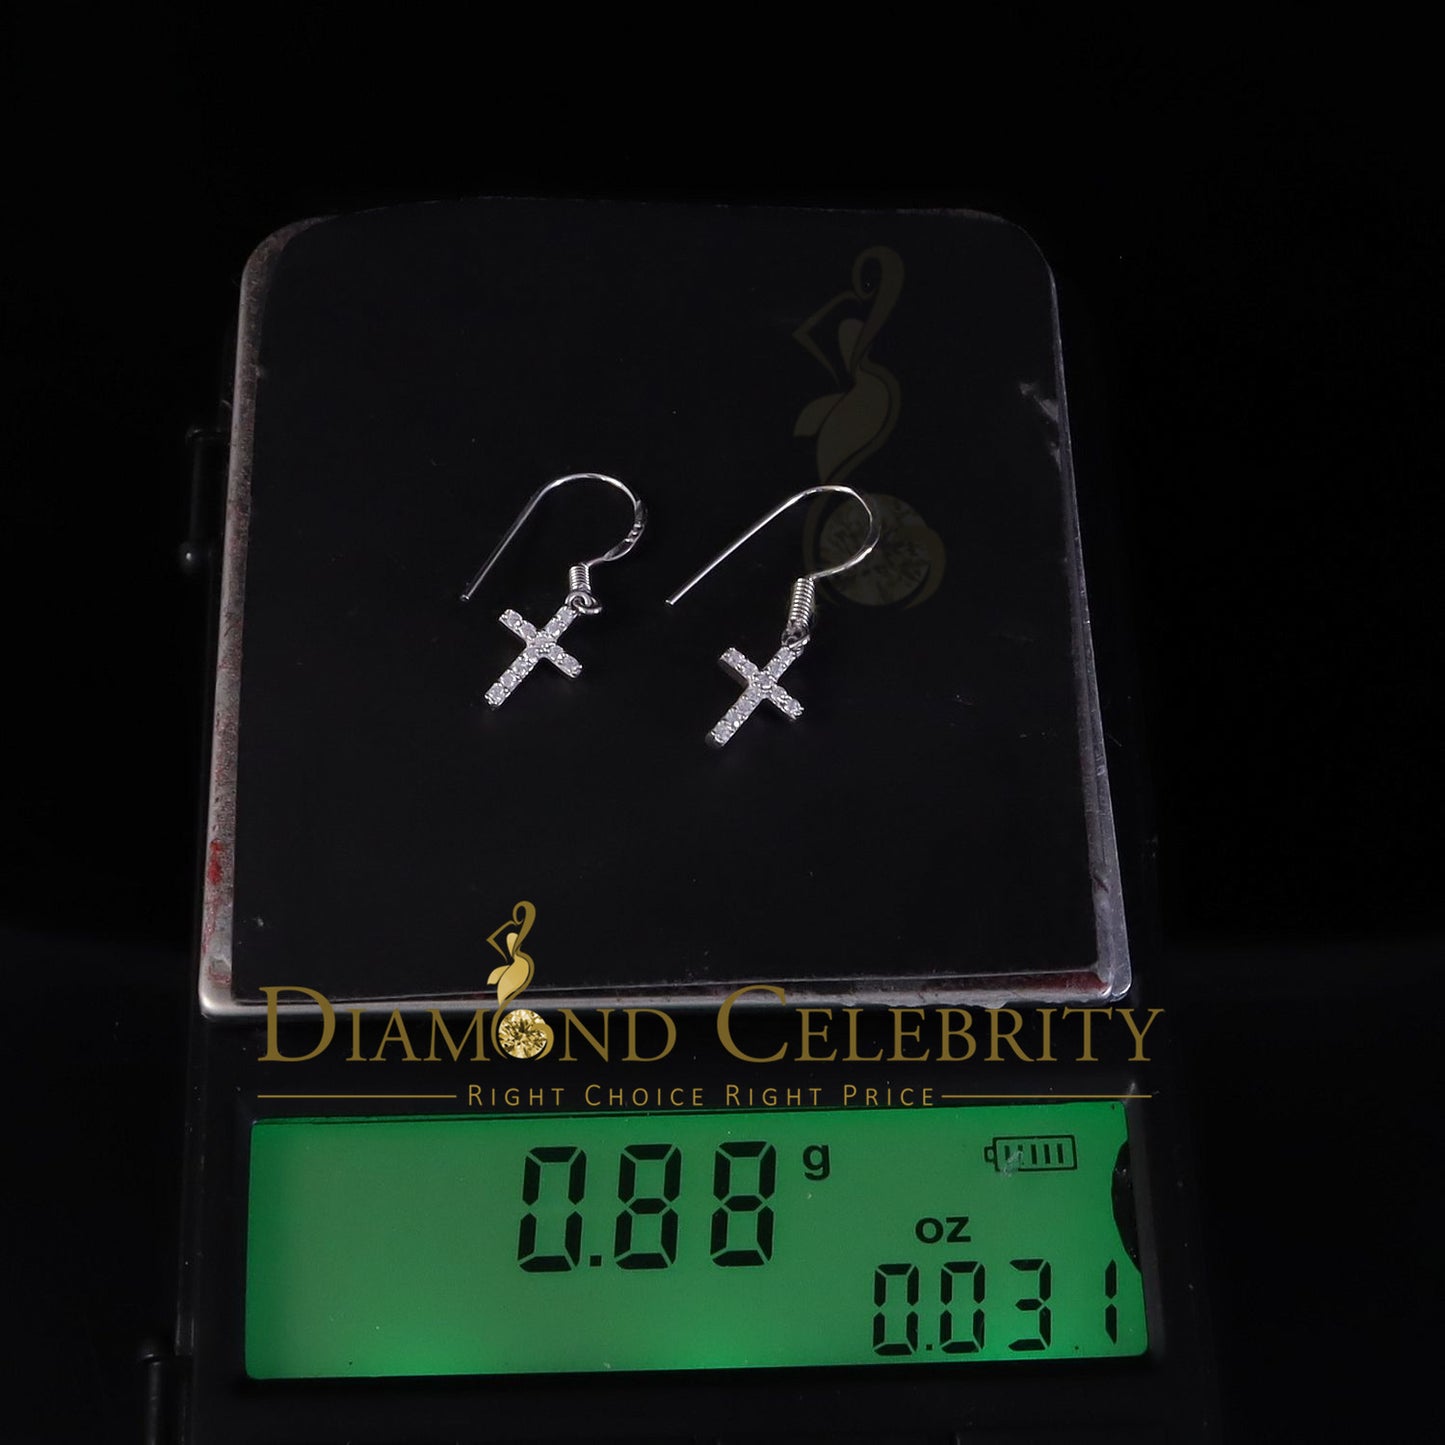 DIAMOND CELEBRITY
RIGHT CHOICE RIGHT PRICE
0.88 g
oz
0.031